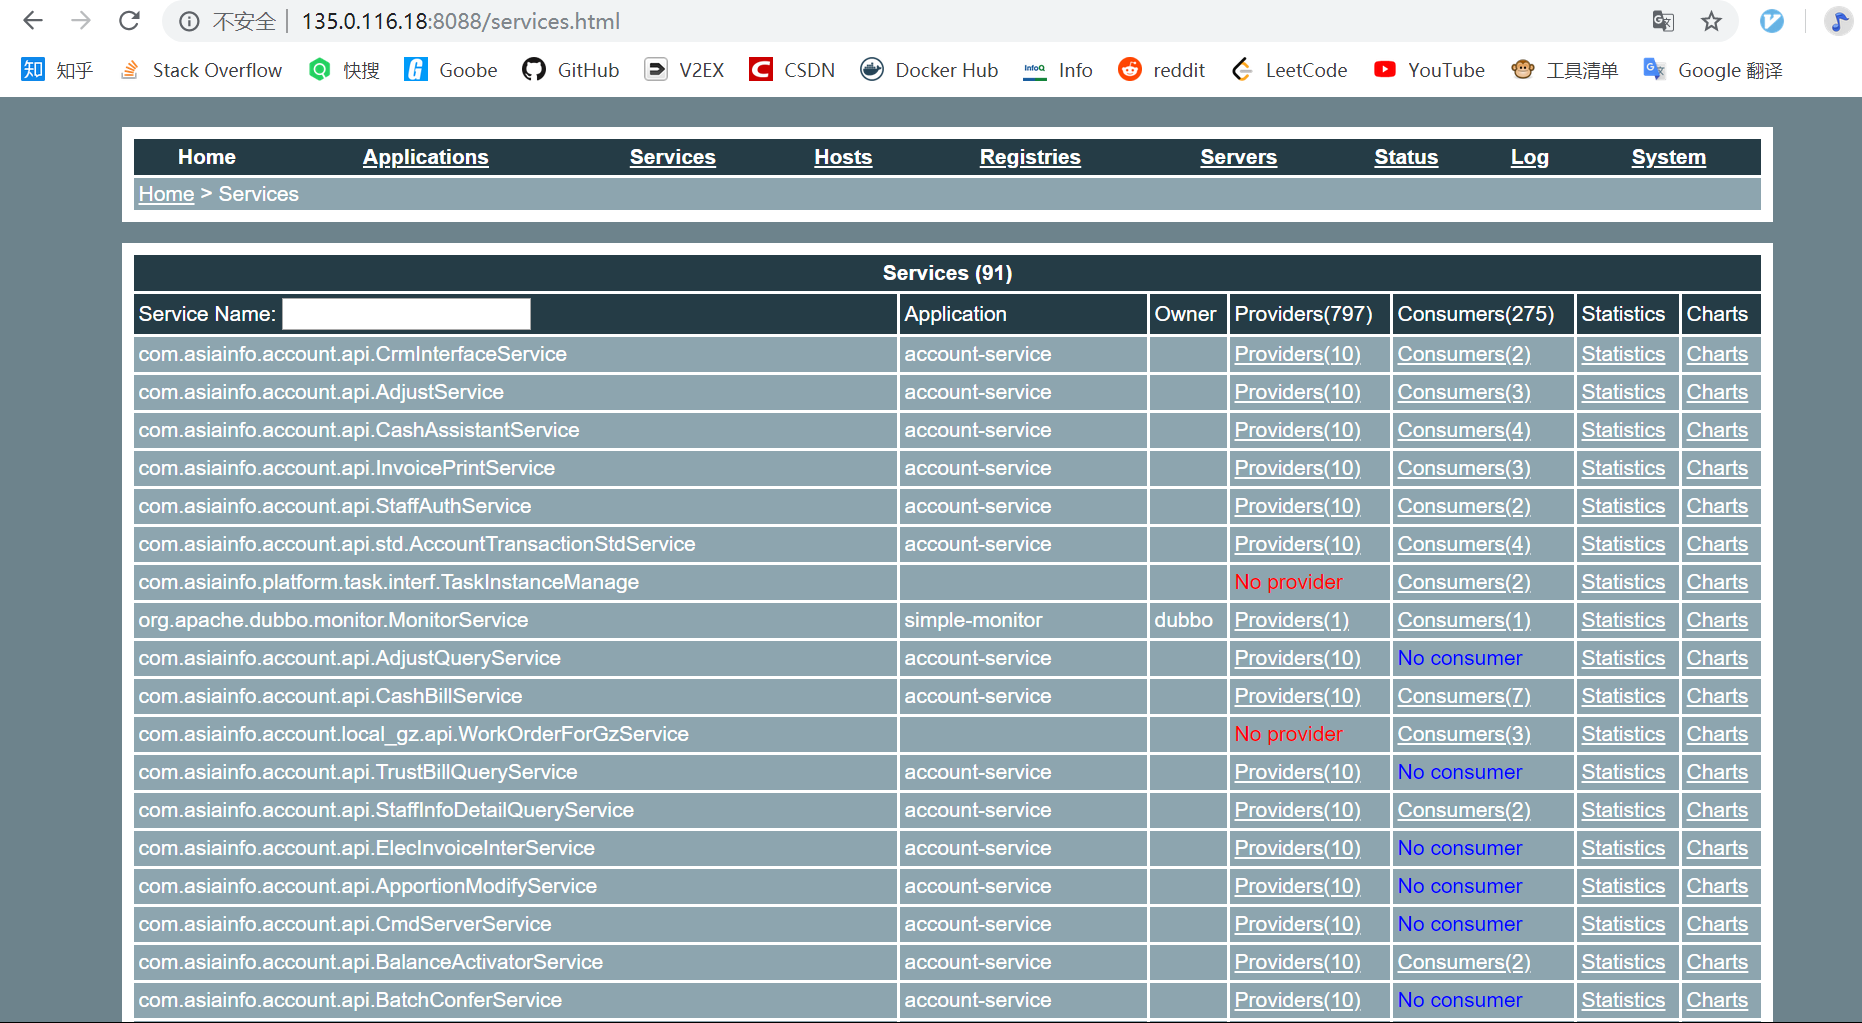 不安全 | 135.0.116.18:8088/services.html
知 知乎 Stack Overflow 快搜 Goobe GitHub V2EX CSDN Docker Hub InfoQ Info reddit LeetCode YouTube 工具清单 Google 翻译
Home Applications Services Hosts Registries Servers Status Log System
Home > Services
Services (91)
Service Name: Application Owner Providers(797) Consumers(275) Statistics Charts
com.asiainfo.account.api.CrmInterfaceService account-service Providers(10) Consumers(2) Statistics Charts
com.asiainfo.account.api.AdjustService account-service Providers(10) Consumers(3) Statistics Charts
com.asiainfo.account.api.CashAssistantService account-service Providers(10) Consumers(4) Statistics Charts
com.asiainfo.account.api.InvoicePrintService account-service Providers(10) Consumers(3) Statistics Charts
com.asiainfo.account.api.StaffAuthService account-service Providers(10) Consumers(2) Statistics Charts
com.asiainfo.account.api.std.AccountTransactionStdService account-service Providers(10) Consumers(4) Statistics Charts
com.asiainfo.platform.task.interf.TaskInstanceManage No provider Consumers(2) Statistics Charts
org.apache.dubbo.monitor.MonitorService simple-monitor dubbo Providers(1) Consumers(1) Statistics Charts
com.asiainfo.account.api.AdjustQueryService account-service Providers(10) No consumer Statistics Charts
com.asiainfo.account.api.CashBillService account-service Providers(10) Consumers(7) Statistics Charts
com.asiainfo.account.local_gz.api.WorkOrderForGzService No provider Consumers(3) Statistics Charts
com.asiainfo.account.api.TrustBillQueryService account-service Providers(10) No consumer Statistics Charts
com.asiainfo.account.api.StaffInfoDetailQueryService account-service Providers(10) Consumers(2) Statistics Charts
com.asiainfo.account.api.ElecInvoiceInterService account-service Providers(10) No consumer Statistics Charts
com.asiainfo.account.api.ApportionModifyService account-service Providers(10) No consumer Statistics Charts
com.asiainfo.account.api.CmdServerService account-service Providers(10) No consumer Statistics Charts
com.asiainfo.account.api.BalanceActivatorService account-service Providers(10) Consumers(2) Statistics Charts
com.asiainfo.account.api.BatchConferService account-service Providers(10) No consumer Statistics Charts